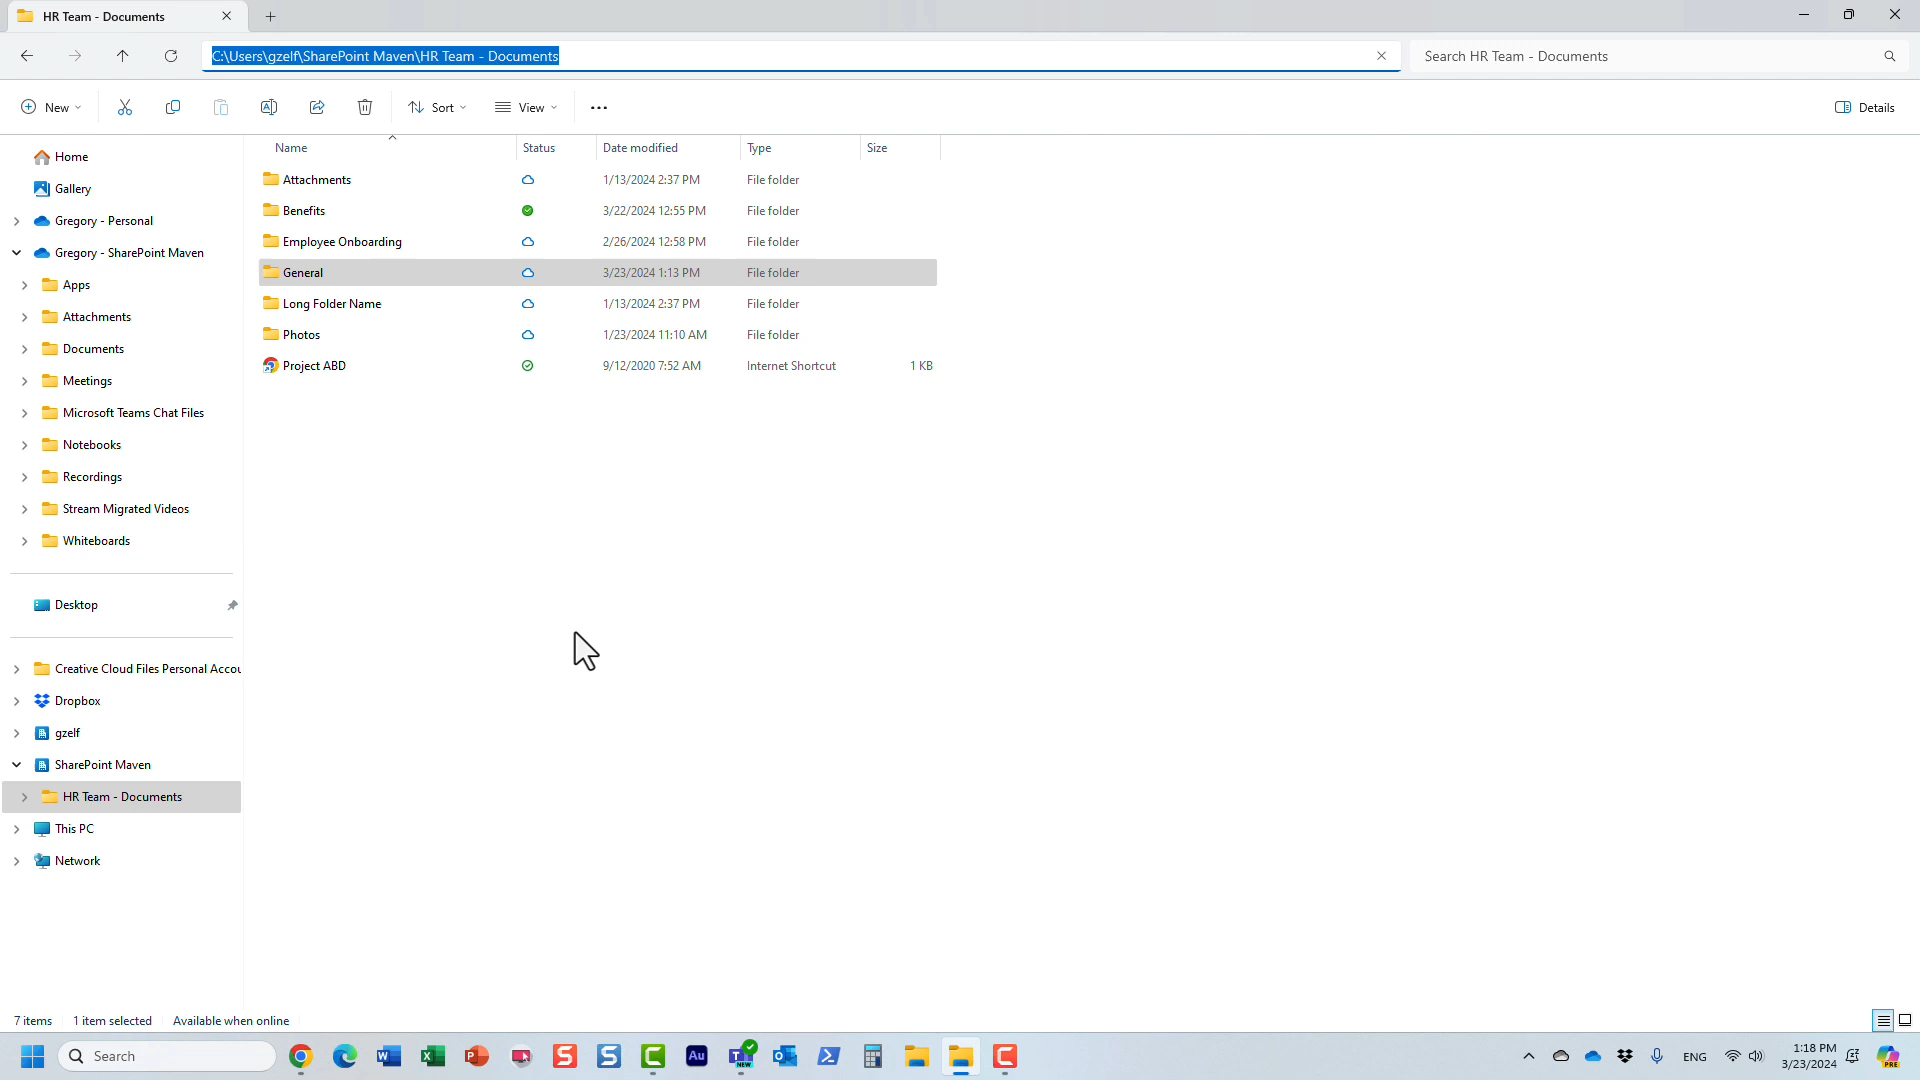 HR Team - Documents
C:\Users\gzelf\SharePoint Maven\HR Team - Documents
Search HR Team - Documents
New
Sort
View
Details
Name Status Date modified Type Size
Attachments 1/13/2024 2:37 PM File folder
Benefits 3/22/2024 12:55 PM File folder
Employee Onboarding 2/26/2024 12:58 PM File folder
General 3/23/2024 1:13 PM File folder
Long Folder Name 1/13/2024 2:37 PM File folder
Photos 1/23/2024 11:10 AM File folder
Project ABD 9/12/2020 7:52 AM Internet Shortcut 1 KB
Home
Gallery
Gregory - Personal
Gregory - SharePoint Maven
Apps
Attachments
Documents
Meetings
Microsoft Teams Chat Files
Notebooks
Recordings
Stream Migrated Videos
Whiteboards
Desktop
Creative Cloud Files Personal Accou
Dropbox
gzelf
SharePoint Maven
HR Team - Documents
This PC
Network
7 items 1 item selected Available when online
Search
W
X
P
S
S
C
Au
T
NEW
O
C
ENG
1:18 PM
3/23/2024
PRE